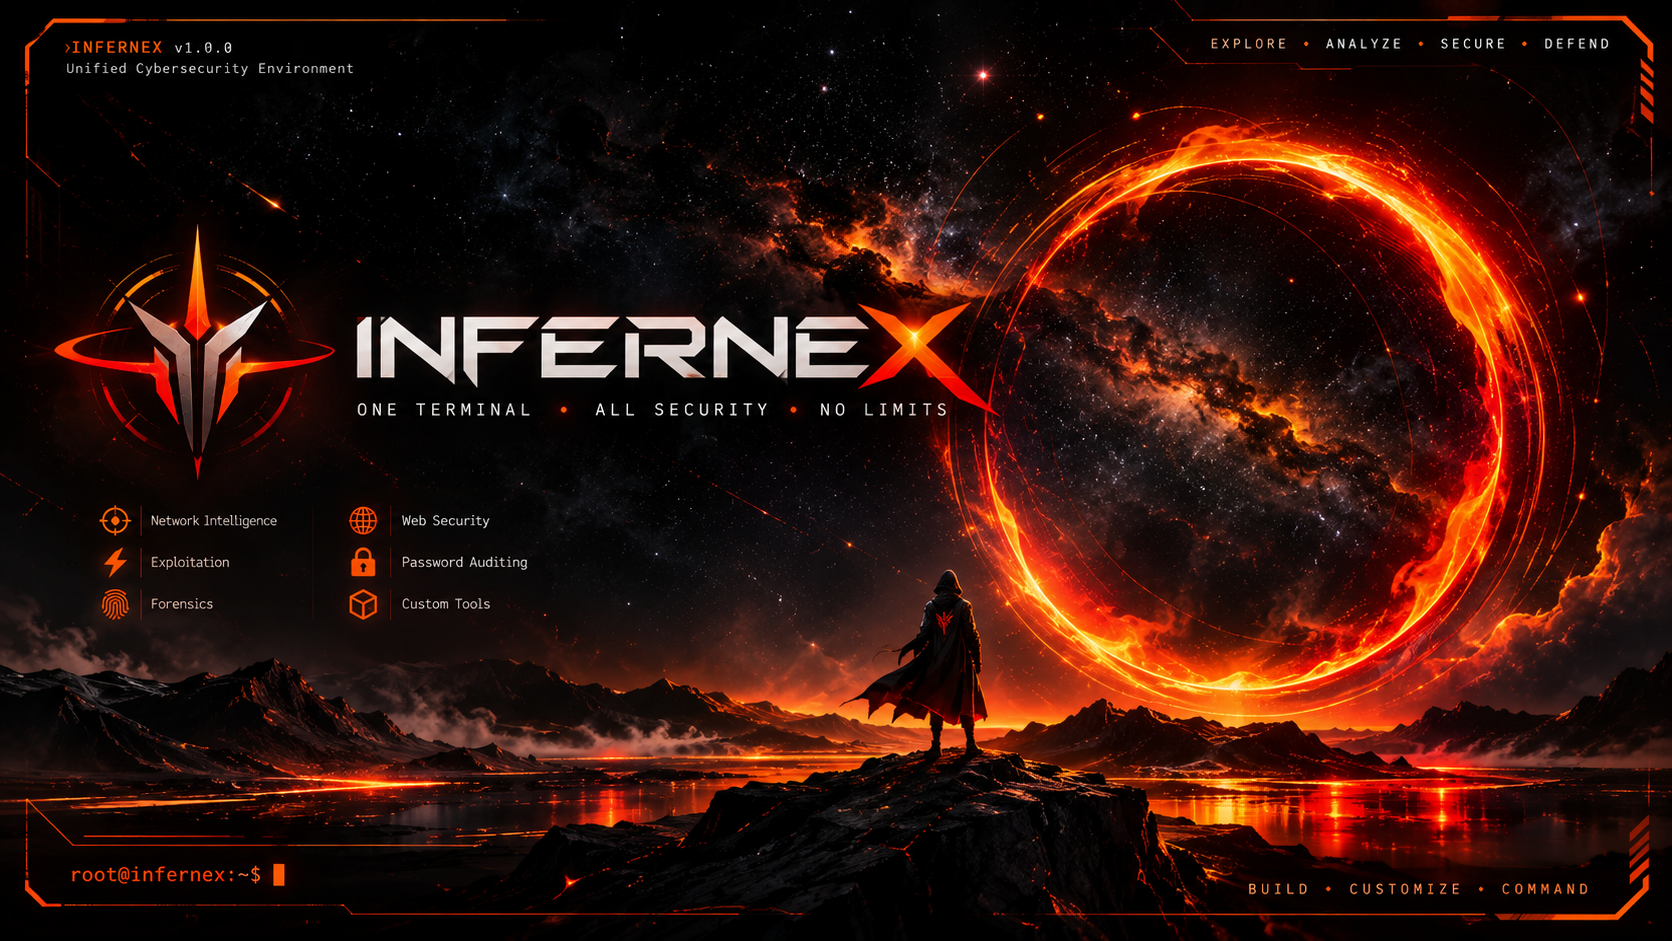 ›INFERNEX v1.0.0
Unified Cybersecurity Environment
EXPLORE • ANALYZE • SECURE • DEFEND
INFERNEX
ONE TERMINAL • ALL SECURITY • NO LIMITS
Network Intelligence
Web Security
Exploitation
Password Auditing
Forensics
Custom Tools
root@infernex:~$
BUILD • CUSTOMIZE • COMMAND